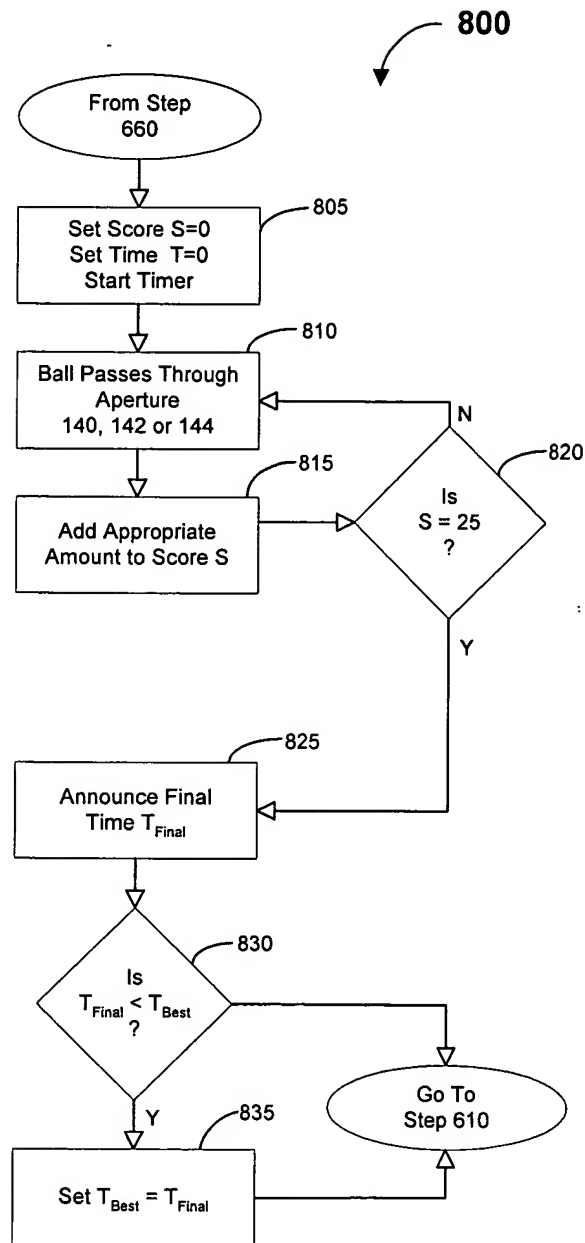 800
From Step
660
805
Set Score S=0
Set Time T=0
Start Timer
810
Ball Passes Through
Aperture
140, 142 or 144
N
820
815
Is
S = 25
?
Add Appropriate
Amount to Score S
Y
825
Announce Final
Time T_Final
830
Is
T_Final < T_Best
?
Go To
Step 610
Y
835
Set T_Best = T_Final